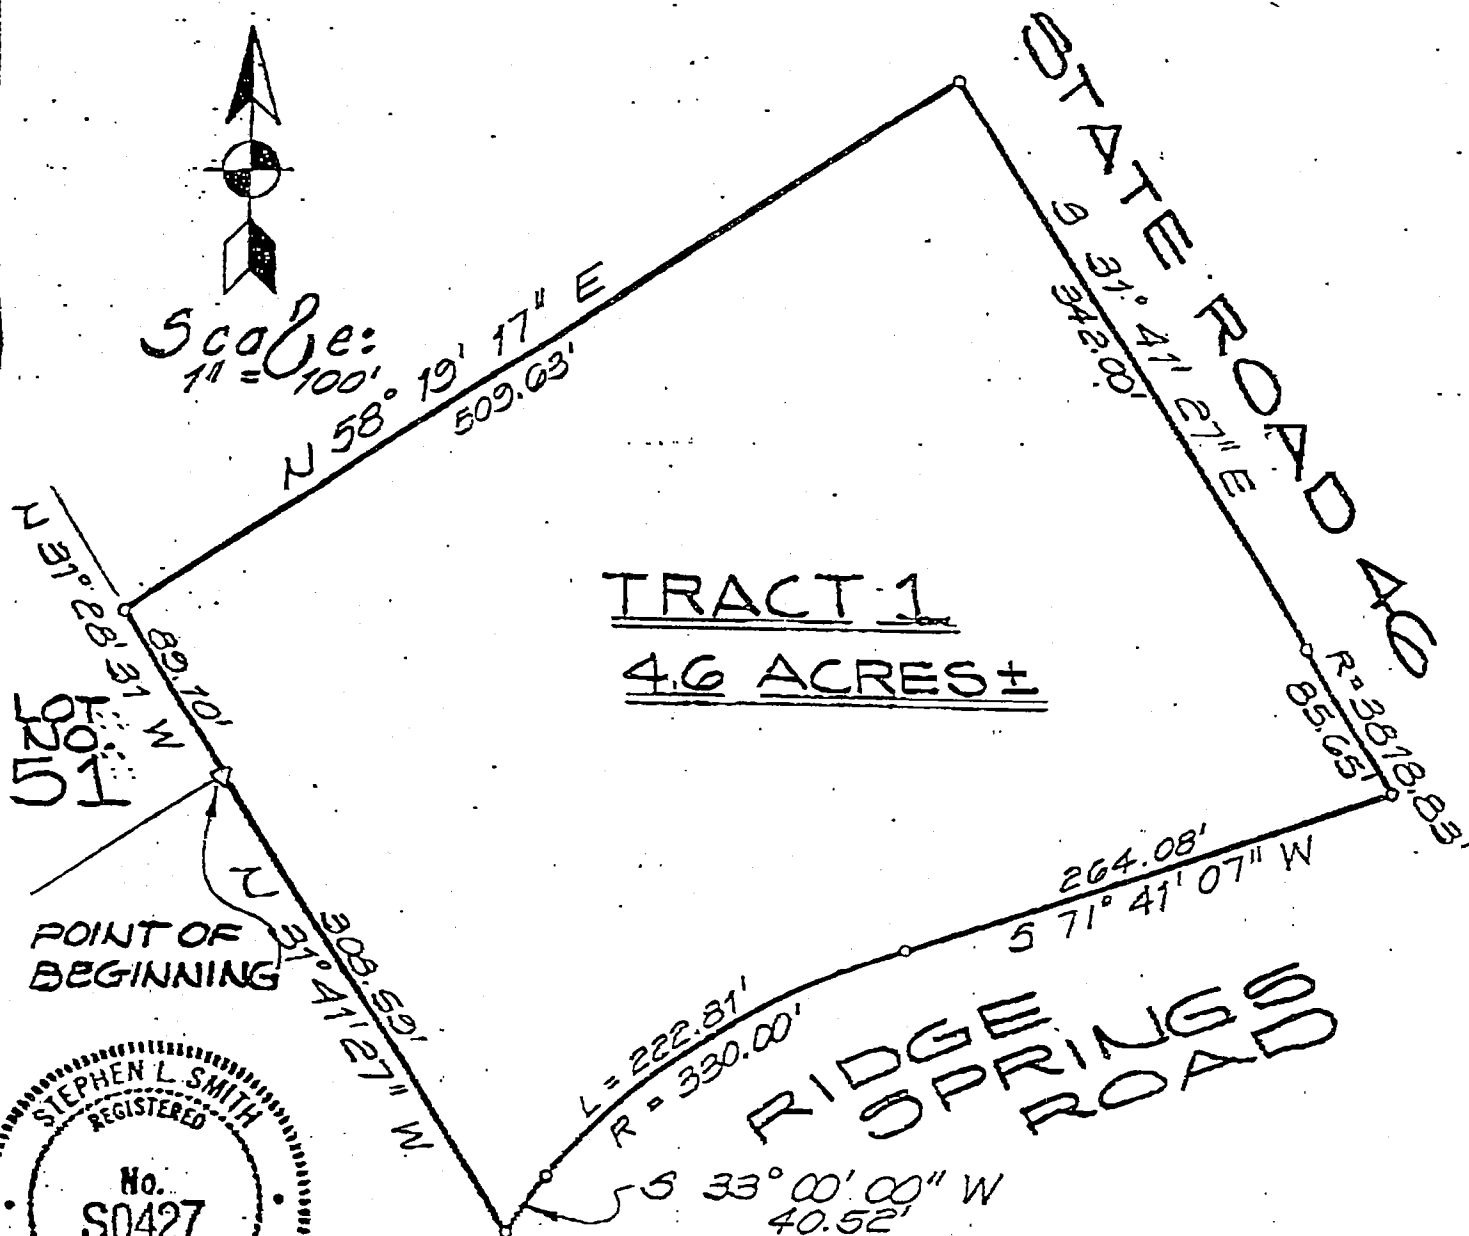 Scale:
1" = 100'
N 58° 19' 17" E
509.63'
STATE ROAD 46
S 31° 41' 27" E
342.00'
R=3818.83'
85.65'
TRACT 1
4.6 ACRES±
N 31° 28' 31 W
89.10'
LOT
NO.
51
POINT OF
BEGINNING
N 31° 41' 27" W
308.59'
264.08'
S 71° 41' 07" W
L = 222.81'
R = 330.00'
RIDGE
SPRINGS
ROAD
S 33° 00' 00" W
40.52'
STEPHEN L. SMITH
REGISTERED
No.
S0427